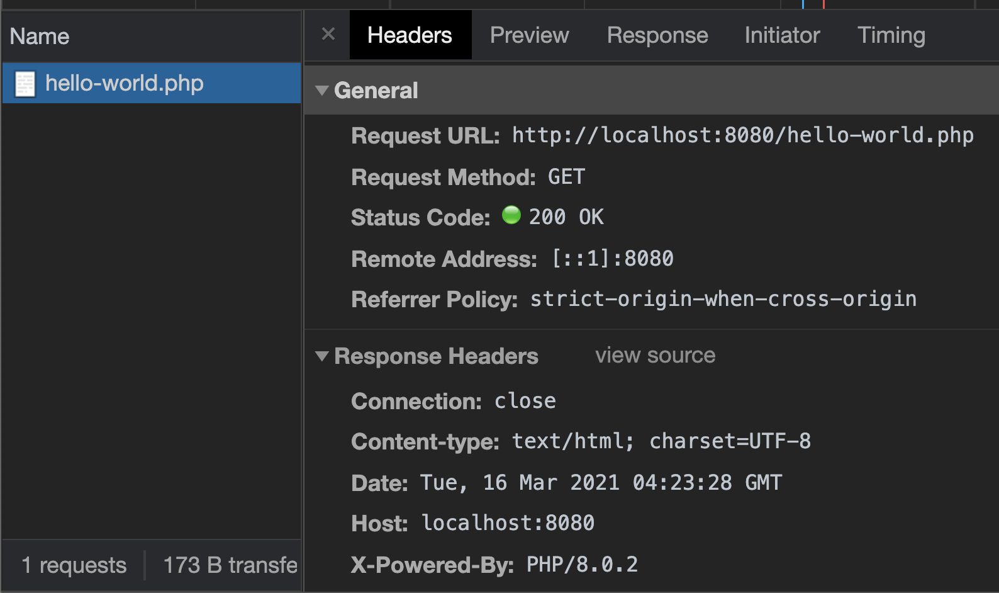 Name
hello-world.php
1 requests
173 B transfe
Headers Preview Response Initiator Timing
General
Request URL: http://localhost:8080/hello-world.php
Request Method: GET
Status Code: 200 OK
Remote Address: [::1]:8080
Referrer Policy: strict-origin-when-cross-origin
Response Headers view source
Connection: close
Content-type: text/html; charset=UTF-8
Date: Tue, 16 Mar 2021 04:23:28 GMT
Host: localhost:8080
X-Powered-By: PHP/8.0.2